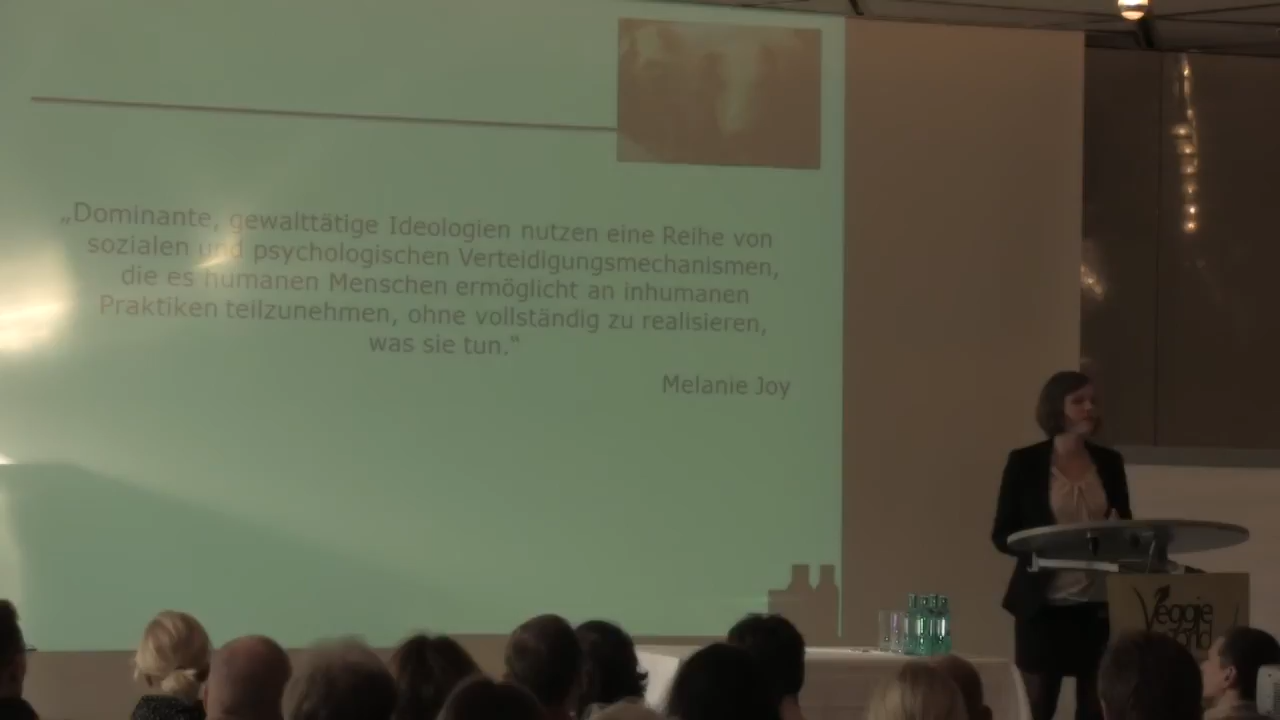 „Dominante, gewalttätige Ideologien nutzen eine Reihe von
sozialen und psychologischen Verteidigungsmechanismen,
die es humanen Menschen ermöglicht an inhumanen
Praktiken teilzunehmen, ohne vollständig zu realisieren,
was sie tun.“
Melanie Joy
Veggie